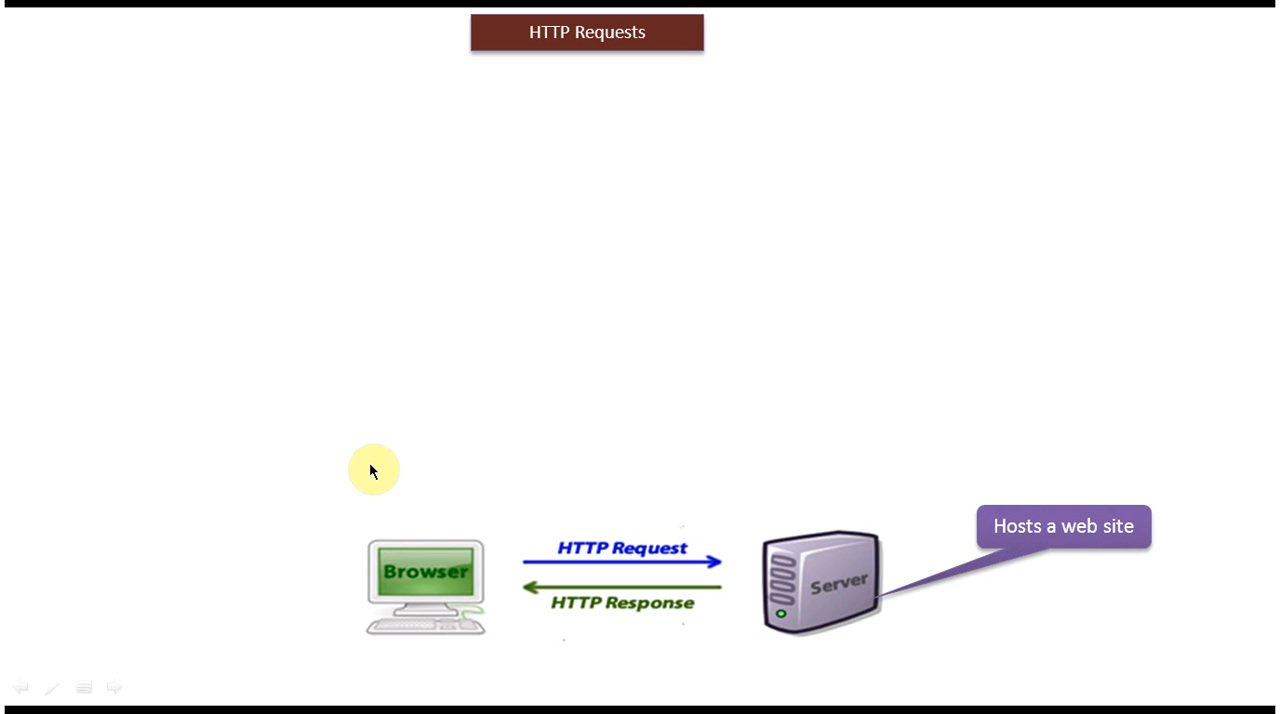 HTTP Requests
Hosts a web site
HTTP Request
Browser
Server
HTTP Response